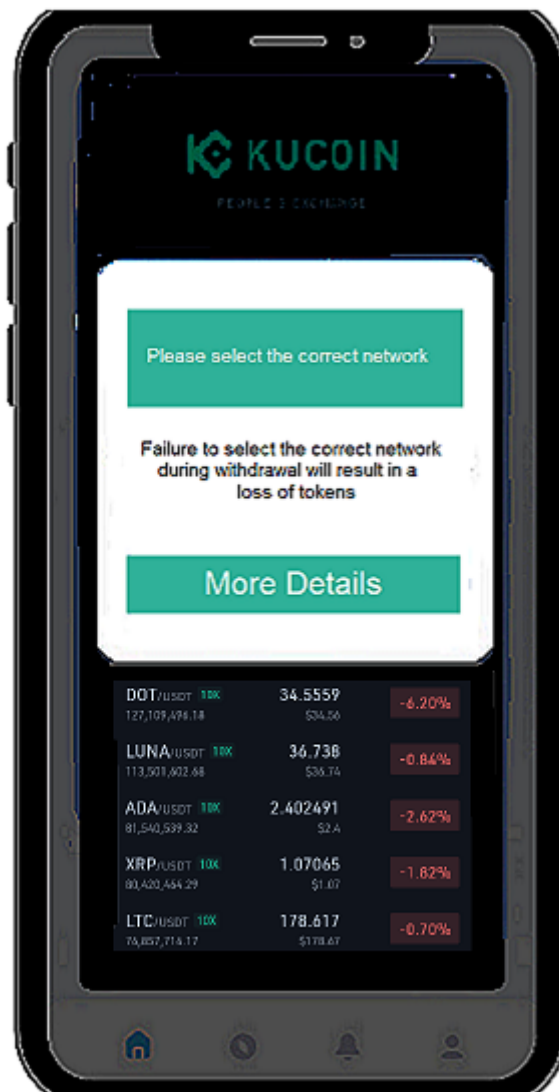 KUCOIN
PEOPLE'S EXCHANGE
Please select the correct network
Failure to select the correct network
during withdrawal will result in a
loss of tokens
More Details
DOT/USDT 10X 34.5559 -6.20%
127,109,496.18 $34.56
LUNA/USDT 10X 36.738 -0.84%
113,501,602.68 $36.74
ADA/USDT 10X 2.402491 -2.62%
81,540,539.32 $2.4
XRP/USDT 10X 1.07065 -1.82%
80,420,464.29 $1.07
LTC/USDT 10X 178.617 -0.70%
76,857,716.17 $178.67